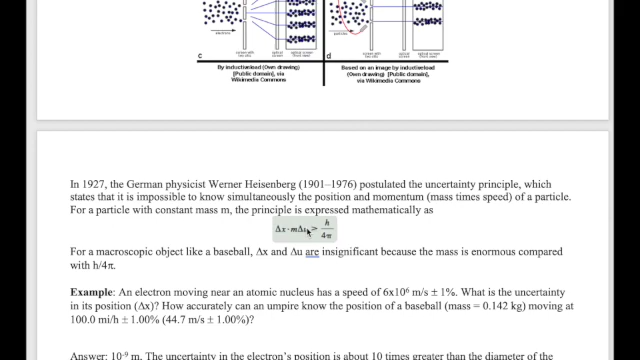 electrons
particles
c
d
By inductiveload (Own drawing)
[Public domain], via
Wikimedia Commons
Based on an image by inductiveload
(Own drawing) [Public domain],
via Wikimedia Commons
In 1927, the German physicist Werner Heisenberg (1901–1976) postulated the uncertainty principle, which
states that it is impossible to know simultaneously the position and momentum (mass times speed) of a particle.
For a particle with constant mass m, the principle is expressed mathematically as
Δx · mΔu ≥ h/4π
For a macroscopic object like a baseball, Δx and Δu are insignificant because the mass is enormous compared
with h/4π.
Example: An electron moving near an atomic nucleus has a speed of 6x10⁶ m/s ± 1%. What is the uncertainty
in its position (Δx)? How accurately can an umpire know the position of a baseball (mass = 0.142 kg) moving at
100.0 mi/h ± 1.00% (44.7 m/s ± 1.00%)?
Answer: 10⁻⁹ m. The uncertainty in the electron's position is about 10 times greater than the diameter of the